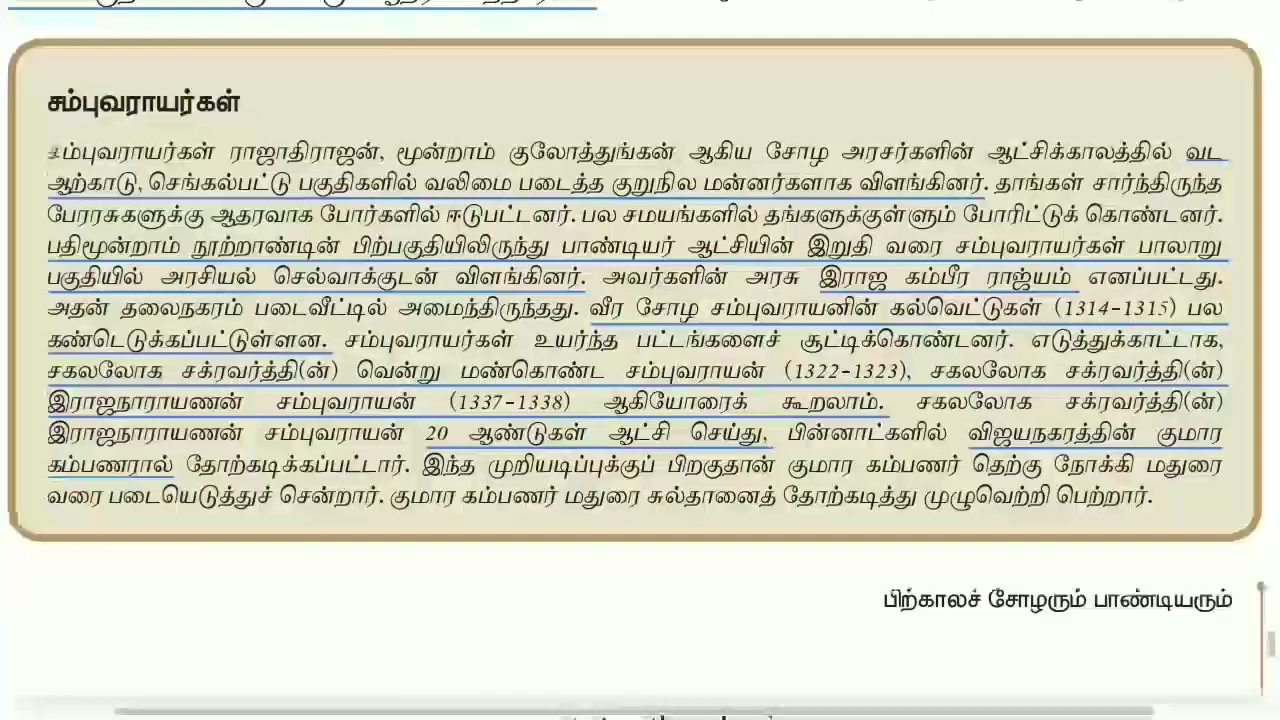 சம்புவராயர்கள்
சம்புவராயர்கள் ராஜாதிராஜன், மூன்றாம் குலோத்துங்கன் ஆகிய சோழ அரசர்களின் ஆட்சிக்காலத்தில் வட
ஆற்காடு, செங்கல்பட்டு பகுதிகளில் வலிமை படைத்த குறுநில மன்னர்களாக விளங்கினர். தாங்கள் சார்ந்திருந்த
பேரரசுகளுக்கு ஆதரவாக போர்களில் ஈடுபட்டனர். பல சமயங்களில் தங்களுக்குள்ளும் போரிட்டுக் கொண்டனர்.
பதிமூன்றாம் நூற்றாண்டின் பிற்பகுதியிலிருந்து பாண்டியர் ஆட்சியின் இறுதி வரை சம்புவராயர்கள் பாலாறு
பகுதியில் அரசியல் செல்வாக்குடன் விளங்கினர். அவர்களின் அரசு இராஜ கம்பீர ராஜ்யம் எனப்பட்டது.
அதன் தலைநகரம் படைவீட்டில் அமைந்திருந்தது. வீர சோழ சம்புவராயனின் கல்வெட்டுகள் (1314-1315) பல
கண்டெடுக்கப்பட்டுள்ளன. சம்புவராயர்கள் உயர்ந்த பட்டங்களைச் சூட்டிக்கொண்டனர். எடுத்துக்காட்டாக,
சகலலோக சக்ரவர்த்தி(ன்) வென்று மண்கொண்ட சம்புவராயன் (1322-1323), சகலலோக சக்ரவர்த்தி(ன்)
இராஜநாராயணன் சம்புவராயன் (1337-1338) ஆகியோரைக் கூறலாம். சகலலோக சக்ரவர்த்தி(ன்)
இராஜநாராயணன் சம்புவராயன் 20 ஆண்டுகள் ஆட்சி செய்து, பின்னாட்களில் விஜயநகரத்தின் குமார
கம்பணரால் தோற்கடிக்கப்பட்டார். இந்த முறியடிப்புக்குப் பிறகுதான் குமார கம்பணர் தெற்கு நோக்கி மதுரை
வரை படையெடுத்துச் சென்றார். குமார கம்பணர் மதுரை சுல்தானைத் தோற்கடித்து முழுவெற்றி பெற்றார்.
பிற்காலச் சோழரும் பாண்டியரும்